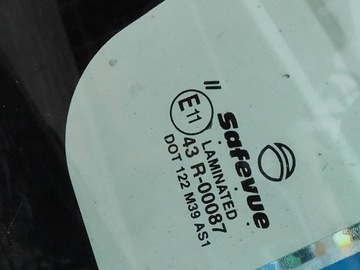 Safevue
LAMINATED
E11 43 R-00087
DOT 122 M39 AS1